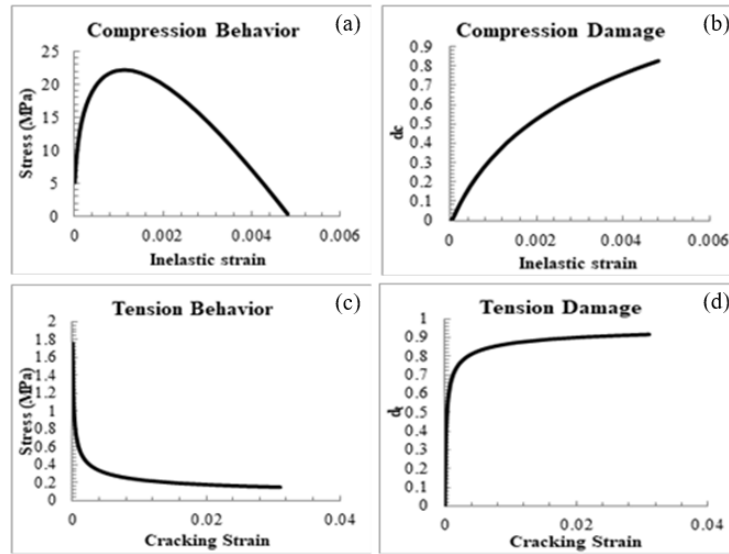 Compression Behavior (a)
25
20
15
10
5
0
Stress (MPa)
0 0.002 0.004 0.006
Inelastic strain
Compression Damage (b)
0.9
0.8
0.7
0.6
0.5
0.4
0.3
0.2
0.1
0
dc
0 0.002 0.004 0.006
Inelastic strain
Tension Behavior (c)
2
1.8
1.6
1.4
1.2
1
0.8
0.6
0.4
0.2
0
Stress (MPa)
0 0.02 0.04
Cracking Strain
Tension Damage (d)
1
0.9
0.8
0.7
0.6
0.5
0.4
0.3
0.2
0.1
0
dt
0 0.02 0.04
Cracking Strain